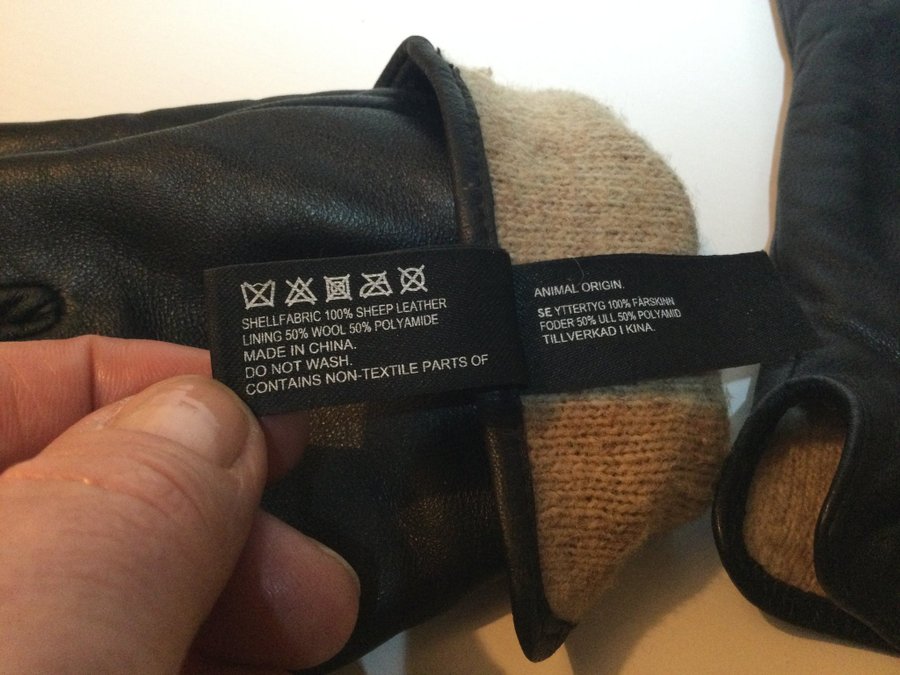 SHELLFABRIC 100% SHEEP LEATHER
LINING 50% WOOL 50% POLYAMIDE
MADE IN CHINA.
DO NOT WASH.
CONTAINS NON-TEXTILE PARTS OF
ANIMAL ORIGIN.
SE YTTERTYG 100% FÅRSKINN
FODER 50% ULL 50% POLYAMID
TILLVERKAD I KINA.